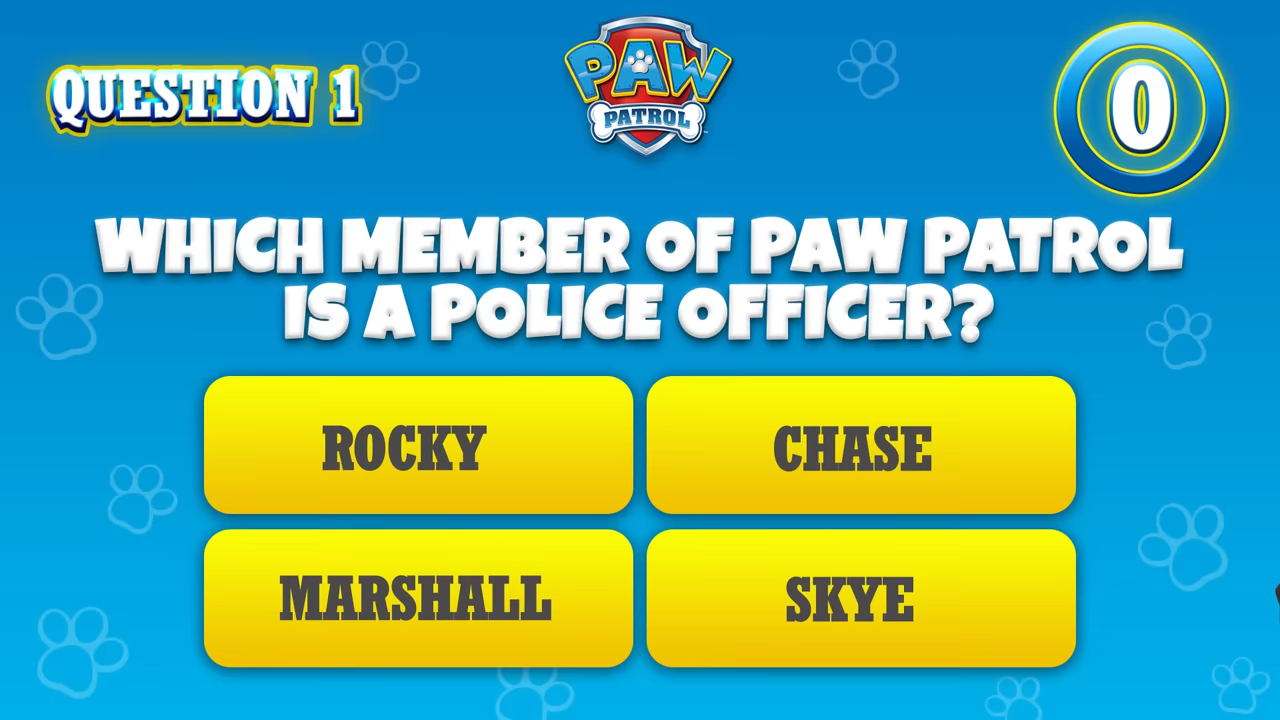 QUESTION 1
PAW
PATROL
0
WHICH MEMBER OF PAW PATROL
IS A POLICE OFFICER?
ROCKY
CHASE
MARSHALL
SKYE